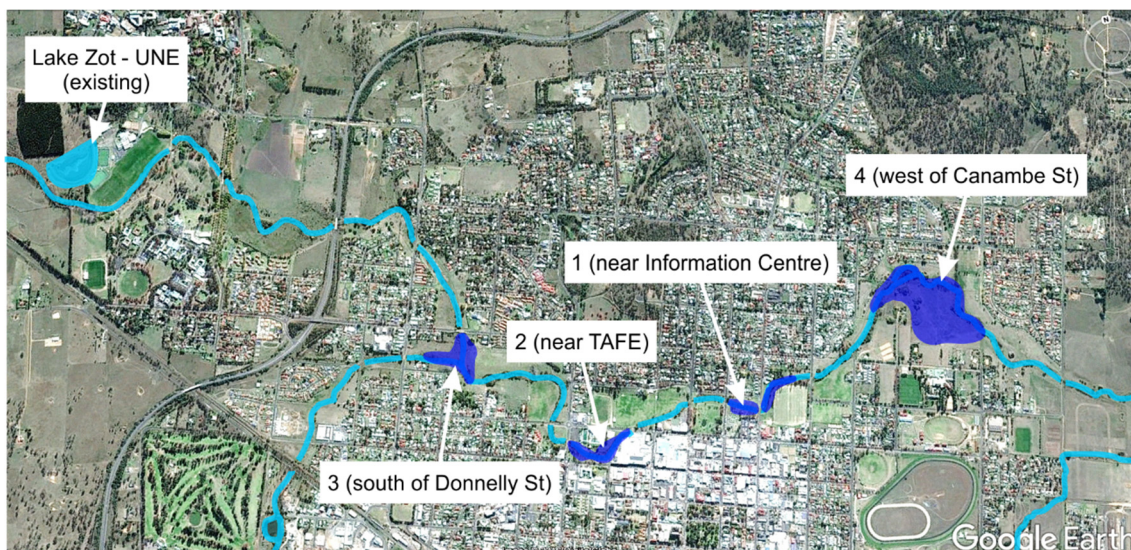 Lake Zot - UNE
(existing)
4 (west of Canambe St)
1 (near Information Centre)
2 (near TAFE)
3 (south of Donnelly St)
N
Google Earth